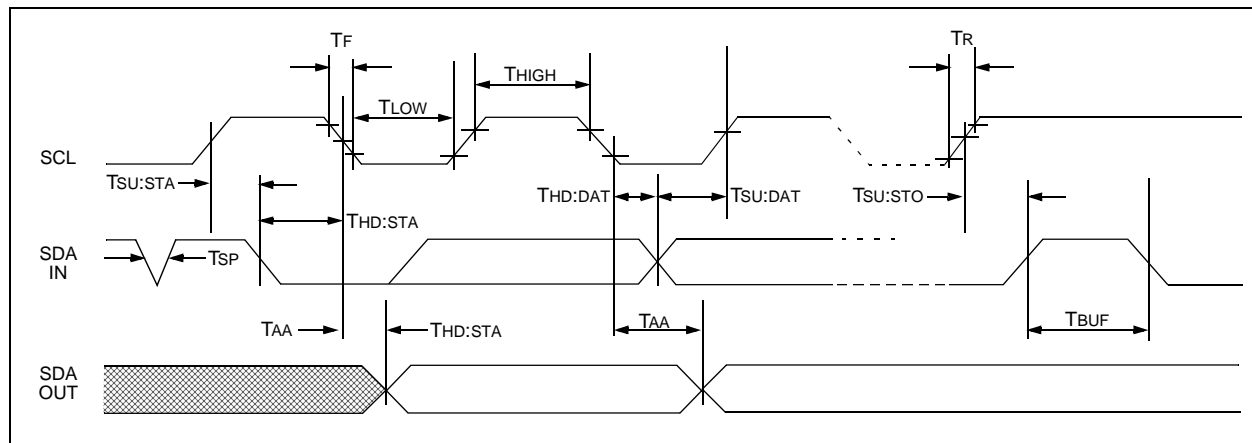 TF
TR
THIGH
TLOW
SCL
TSU:STA
THD:DAT
TSU:DAT
TSU:STO
THD:STA
SDA
IN
TSP
TAA
THD:STA
TAA
TBUF
SDA
OUT